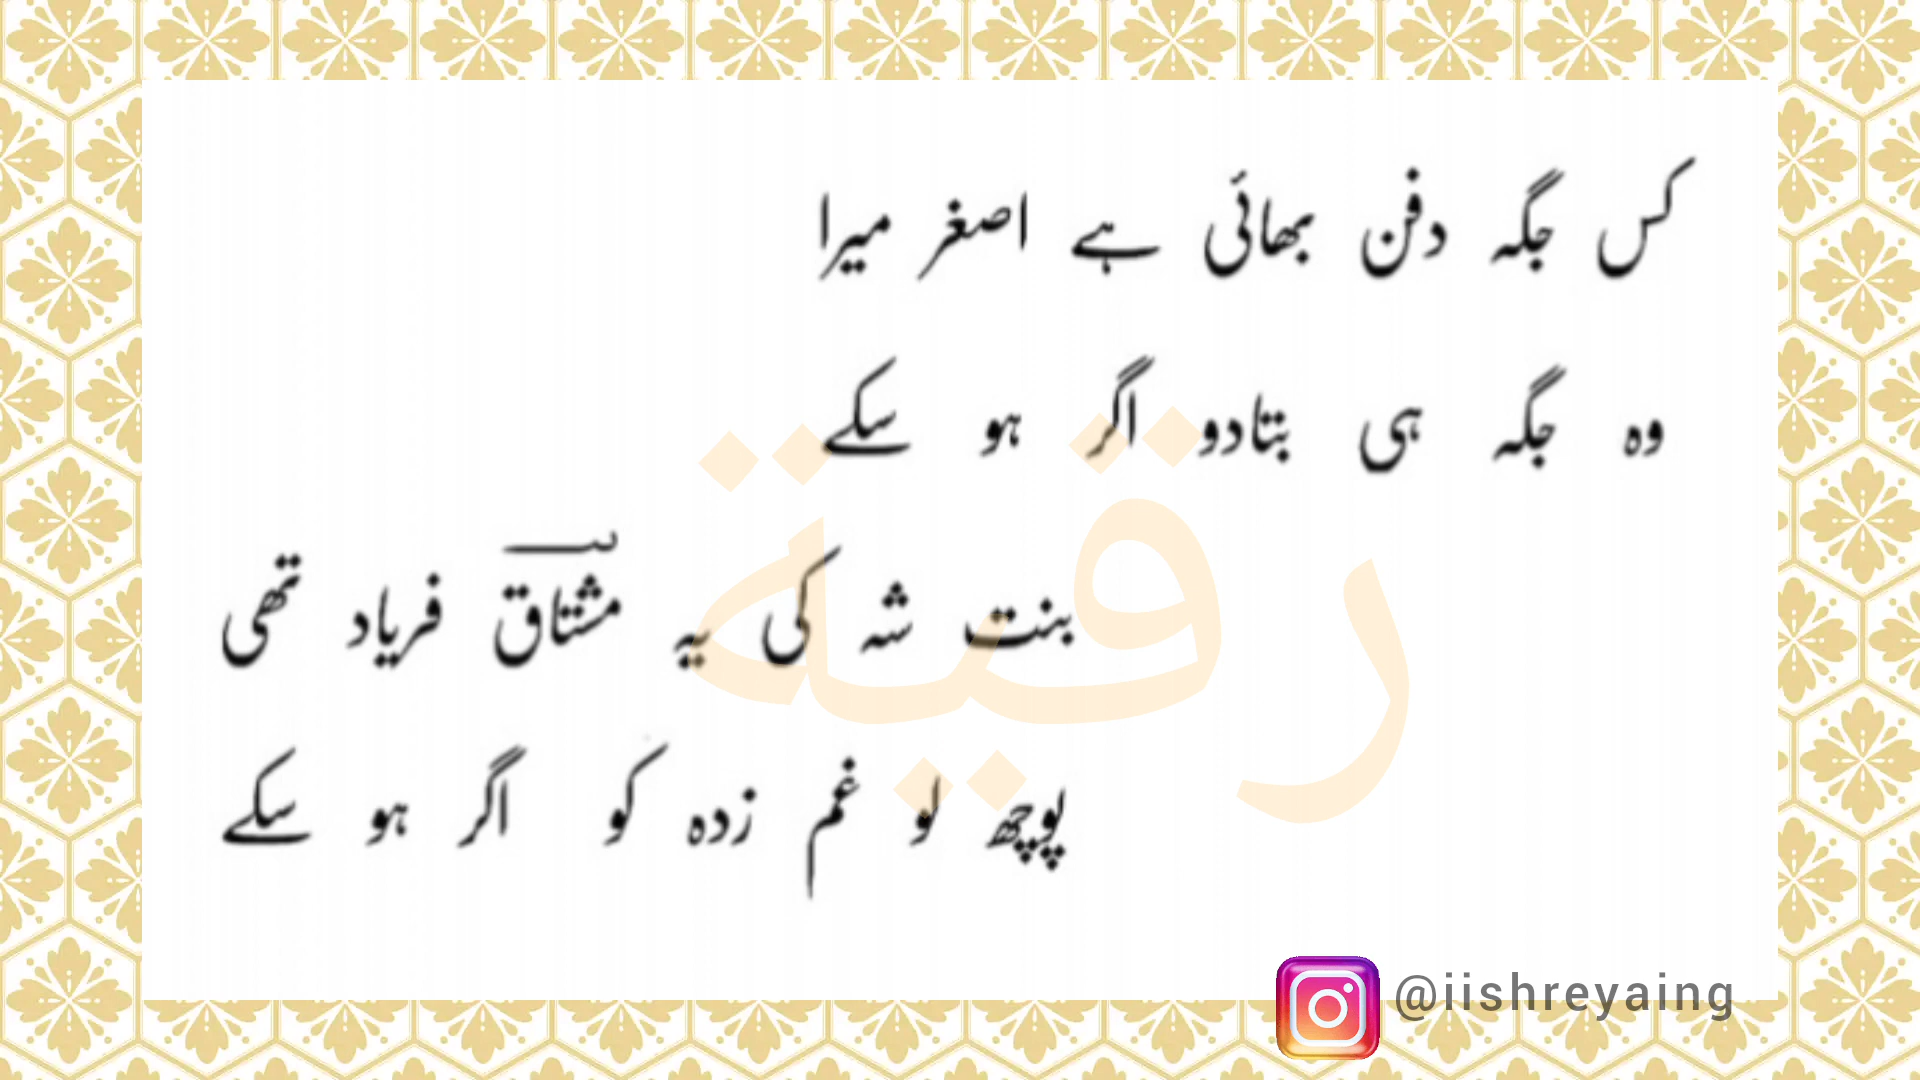 کس جگہ دفن بھائی ہے اصغر میرا
وہ جگہ ہی بتادو اگر ہو سکے
بنت شہ کی یہ مشتاقؔ فریاد تھی
پوچھ لو غم زدہ کو اگر ہو سکے
رقية
@iishreyaing